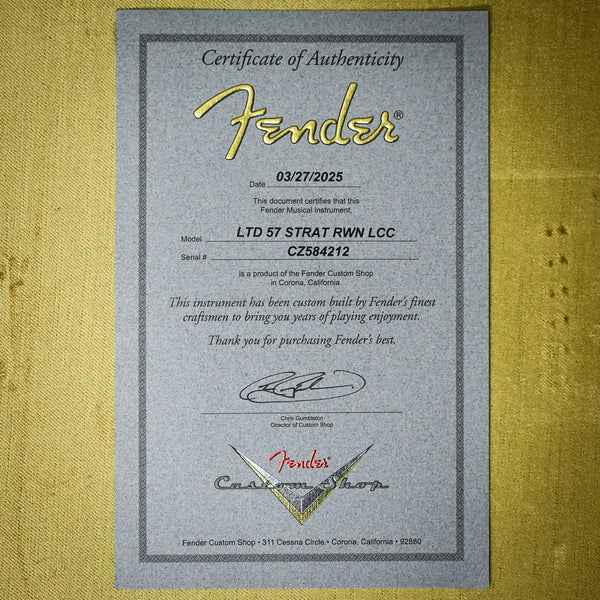 Certificate of Authenticity
Fender®
Date 03/27/2025
This document certifies that this
Fender Musical Instrument,
Model LTD 57 STRAT RWN LCC
Serial # CZ584212
is a product of the Fender Custom Shop
in Corona, California.
This instrument has been custom built by Fender's finest
craftsmen to bring you years of playing enjoyment.
Thank you for purchasing Fender's best.
Chris Gumbleton
Director of Custom Shop
Fender
Custom Shop
Fender Custom Shop • 311 Cessna Circle • Corona, California • 92880